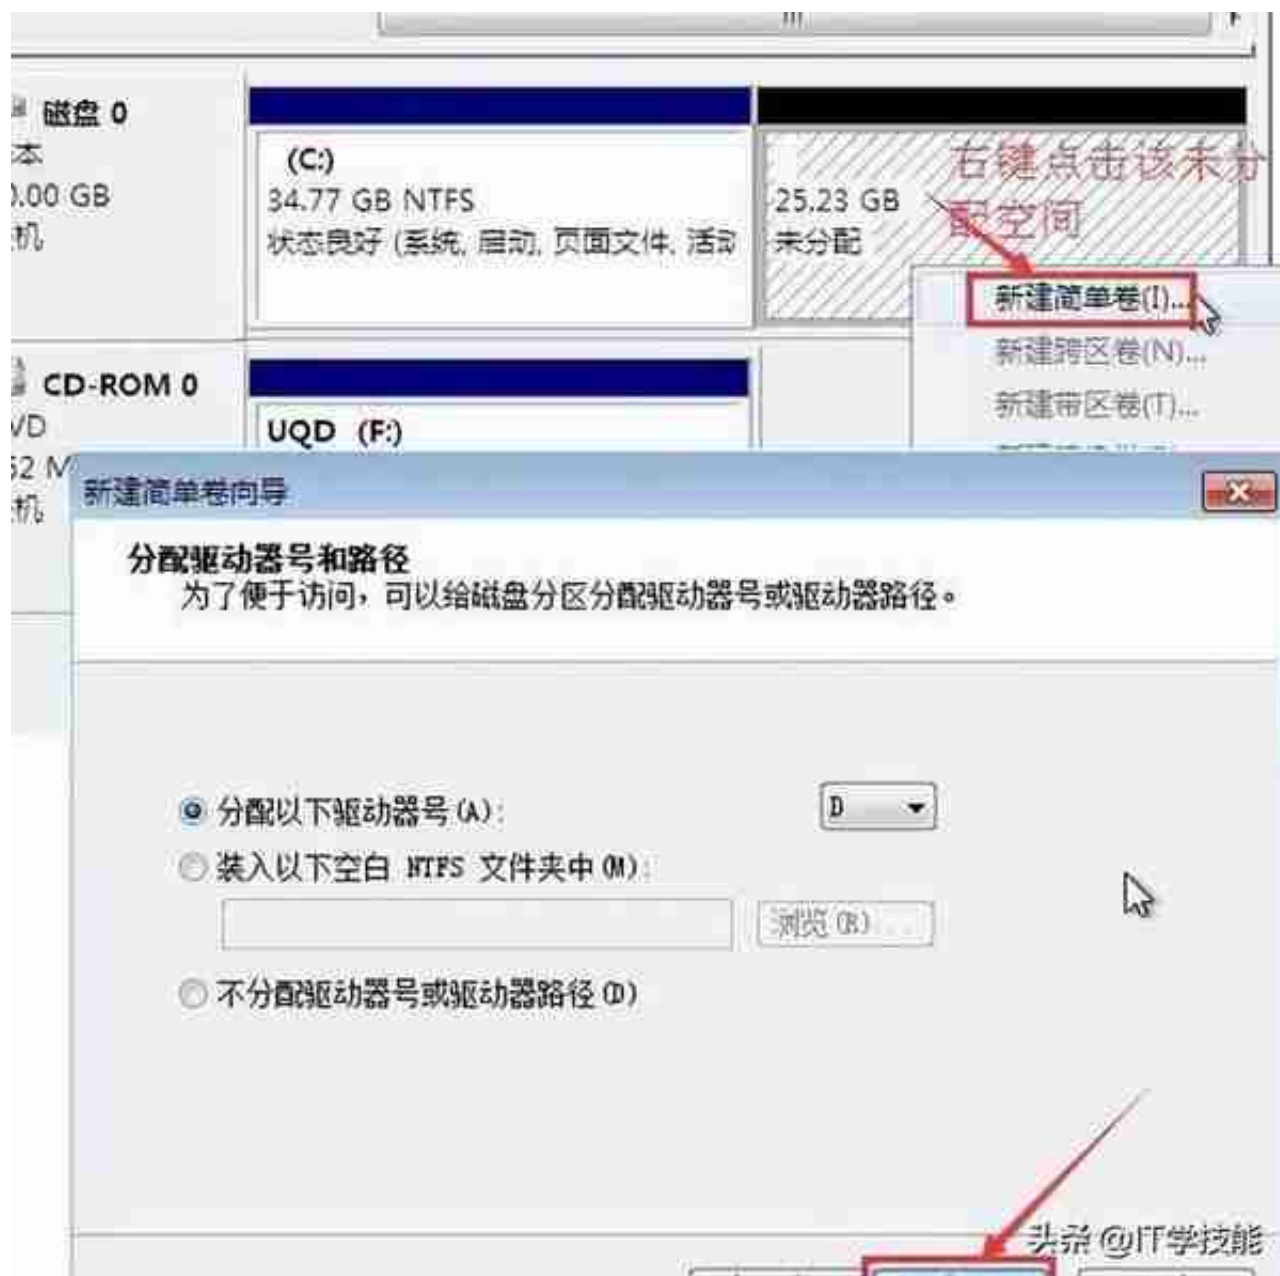 磁盘 0
本
0.00 GB
机
(C:)
34.77 GB NTFS
状态良好 (系统, 启动, 页面文件, 活动
25.23 GB
未分配
右键点击该未分
配空间
新建简单卷(I)...
新建跨区卷(N)...
新建带区卷(T)...
CD-ROM 0
VD
52 M
机
UQD (F:)
新建简单卷向导
分配驱动器号和路径
为了便于访问，可以给磁盘分区分配驱动器号或驱动器路径。
分配以下驱动器号(A):
D
装入以下空白 NTFS 文件夹中(M):
浏览(R)...
不分配驱动器号或驱动器路径(D)
头条 @IT学技能